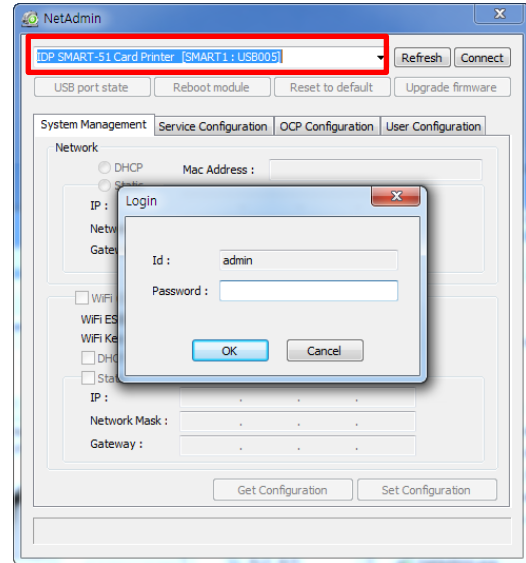 NetAdmin
IDP SMART-51 Card Printer [SMART1 : USB005]
Refresh Connect
USB port state Reboot module Reset to default Upgrade firmware
System Management Service Configuration OCP Configuration User Configuration
Network
DHCP Mac Address :
Static
IP :
Login
Id : admin
Password :
OK Cancel
WiFi
IP : . . .
Network Mask : . . .
Gateway : . . .
Get Configuration Set Configuration